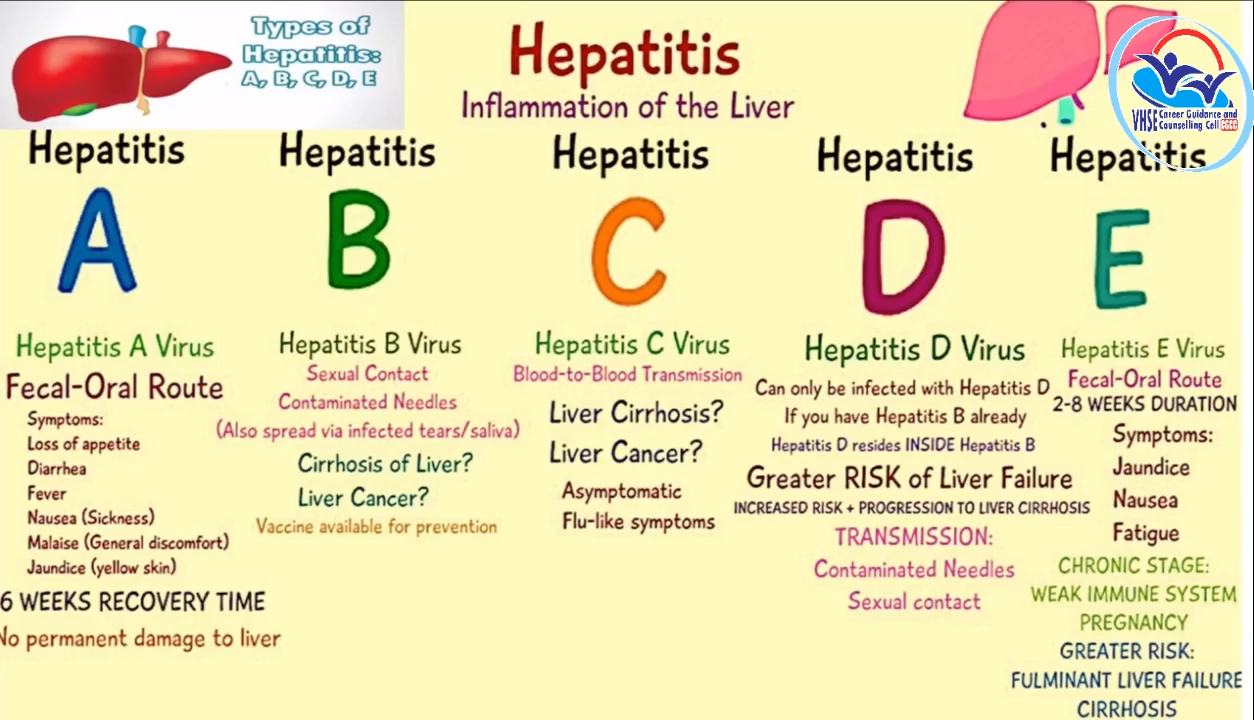 Types of
Hepatitis:
A, B, C, D, E
Hepatitis
Inflammation of the Liver
VHSE Career Guidance and
Counselling Cell CGCC
Hepatitis
A
Hepatitis A Virus
Fecal-Oral Route
Symptoms:
Loss of appetite
Diarrhea
Fever
Nausea (Sickness)
Malaise (General discomfort)
Jaundice (yellow skin)
6 WEEKS RECOVERY TIME
No permanent damage to liver
Hepatitis
B
Hepatitis B Virus
Sexual Contact
Contaminated Needles
(Also spread via infected tears/saliva)
Cirrhosis of Liver?
Liver Cancer?
Vaccine available for prevention
Hepatitis
C
Hepatitis C Virus
Blood-to-Blood Transmission
Liver Cirrhosis?
Liver Cancer?
Asymptomatic
Flu-like symptoms
Hepatitis
D
Hepatitis D Virus
Can only be infected with Hepatitis D
If you have Hepatitis B already
Hepatitis D resides INSIDE Hepatitis B
Greater RISK of Liver Failure
INCREASED RISK + PROGRESSION TO LIVER CIRRHOSIS
TRANSMISSION:
Contaminated Needles
Sexual contact
Hepatitis
E
Hepatitis E Virus
Fecal-Oral Route
2-8 WEEKS DURATION
Symptoms:
Jaundice
Nausea
Fatigue
CHRONIC STAGE:
WEAK IMMUNE SYSTEM
PREGNANCY
GREATER RISK:
FULMINANT LIVER FAILURE
CIRRHOSIS